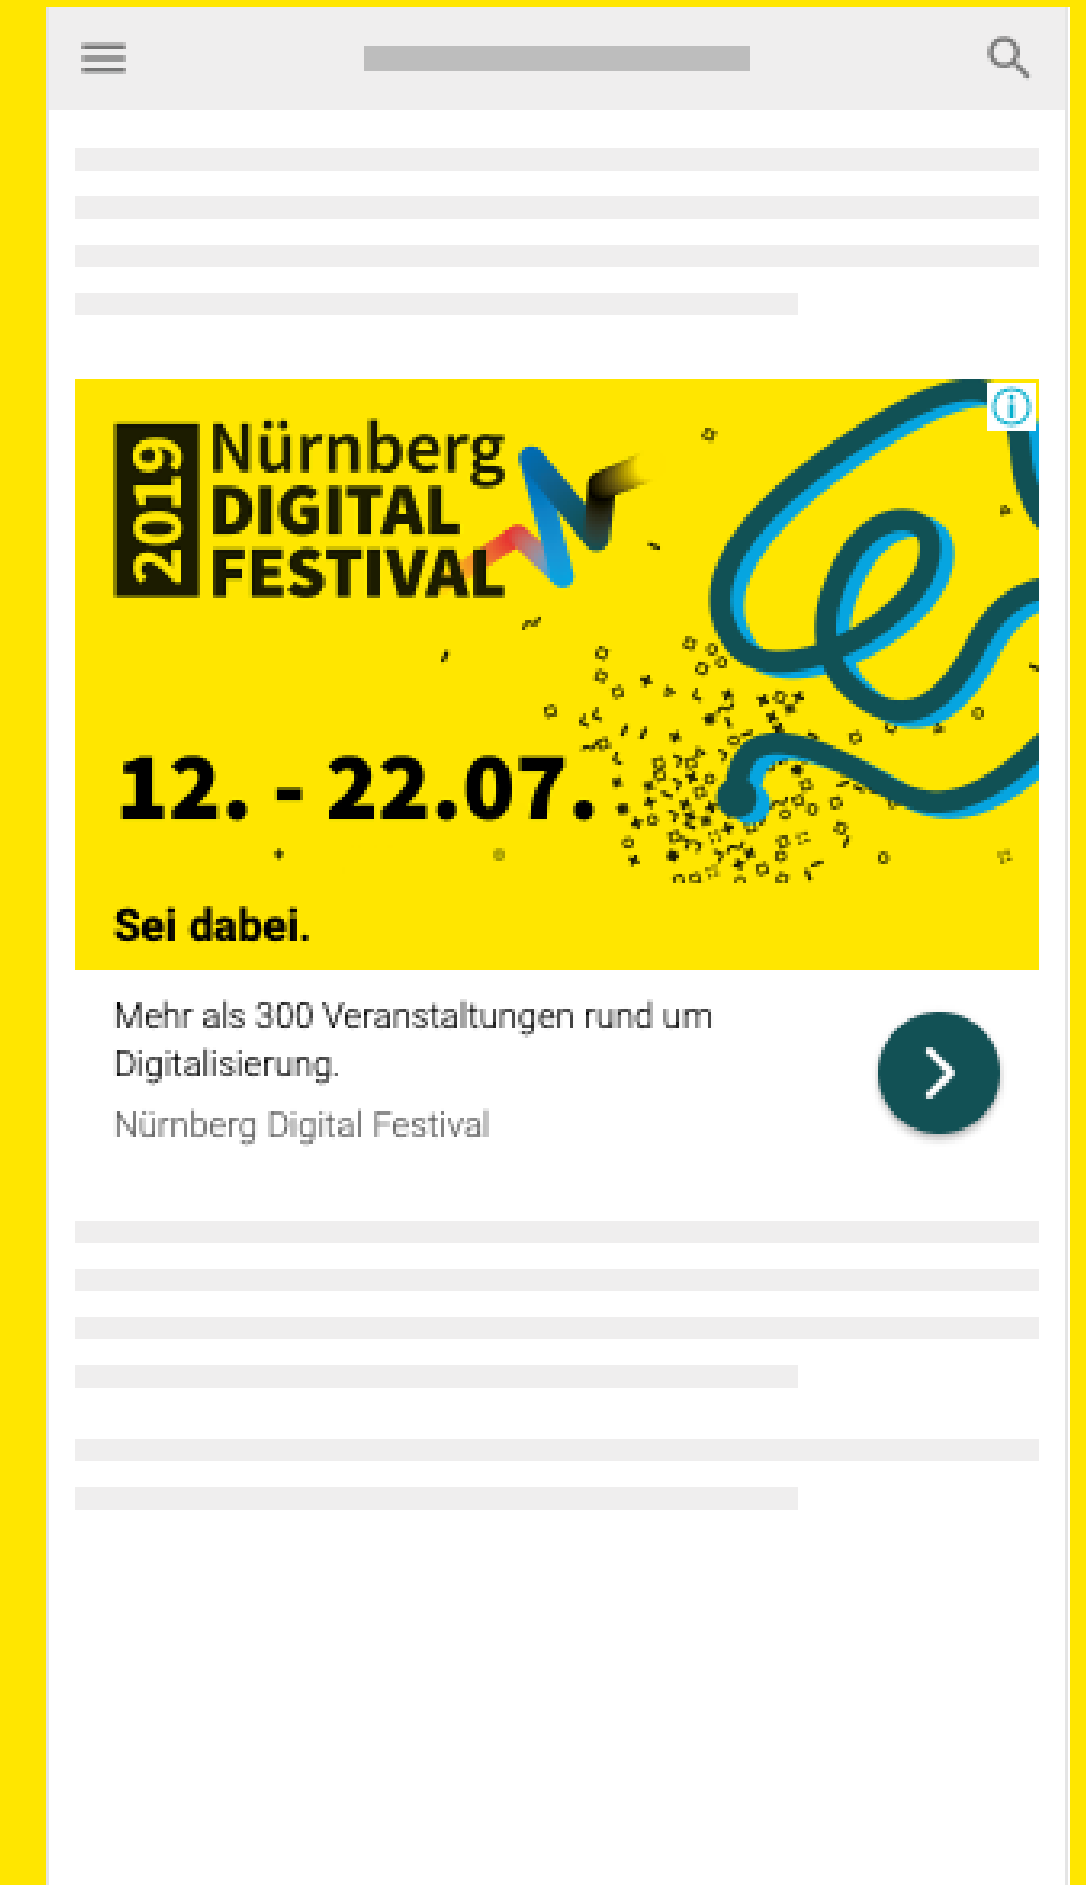 2019
Nürnberg
DIGITAL
FESTIVAL
12. - 22.07.
Sei dabei.
Mehr als 300 Veranstaltungen rund um
Digitalisierung.
Nürnberg Digital Festival